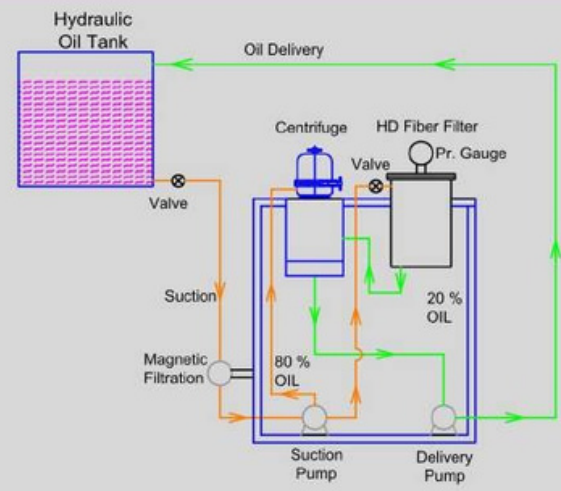 Hydraulic
Oil Tank
Oil Delivery
Centrifuge
HD Fiber Filter
Valve
Pr. Gauge
Valve
Suction
20 %
OIL
Magnetic
Filtration
80 %
OIL
Suction
Pump
Delivery
Pump